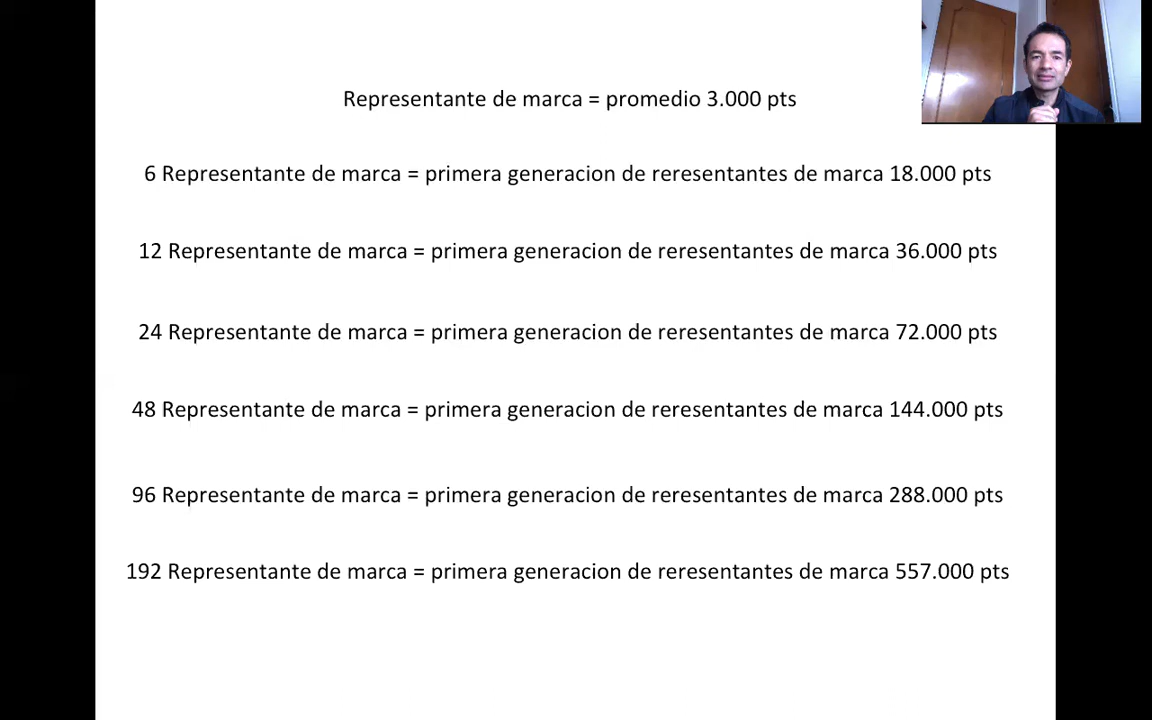 Representante de marca = promedio 3.000 pts
6 Representante de marca = primera generacion de reresentantes de marca 18.000 pts
12 Representante de marca = primera generacion de reresentantes de marca 36.000 pts
24 Representante de marca = primera generacion de reresentantes de marca 72.000 pts
48 Representante de marca = primera generacion de reresentantes de marca 144.000 pts
96 Representante de marca = primera generacion de reresentantes de marca 288.000 pts
192 Representante de marca = primera generacion de reresentantes de marca 557.000 pts